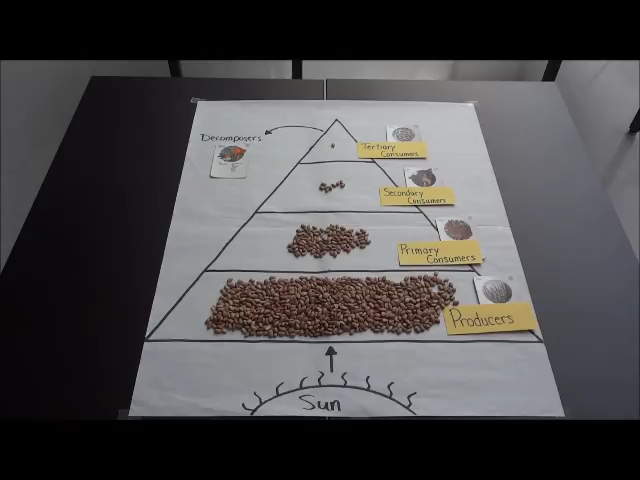 Decomposers
Tertiary
Consumers
Secondary
Consumers
Primary
Consumers
Producers
Sun